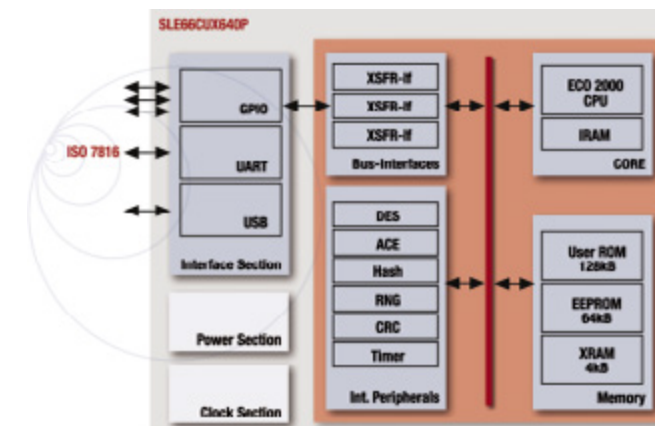 SLE66CUX640P
GPIO
ISO 7816
UART
USB
Interface Section
Power Section
Clock Section
XSFR-if
XSFR-if
XSFR-if
Bus-Interfaces
DES
ACE
Hash
RNG
CRC
Timer
Int. Peripherals
ECO 2000
CPU
IRAM
CORE
User ROM
128kB
EEPROM
64kB
XRAM
4kB
Memory